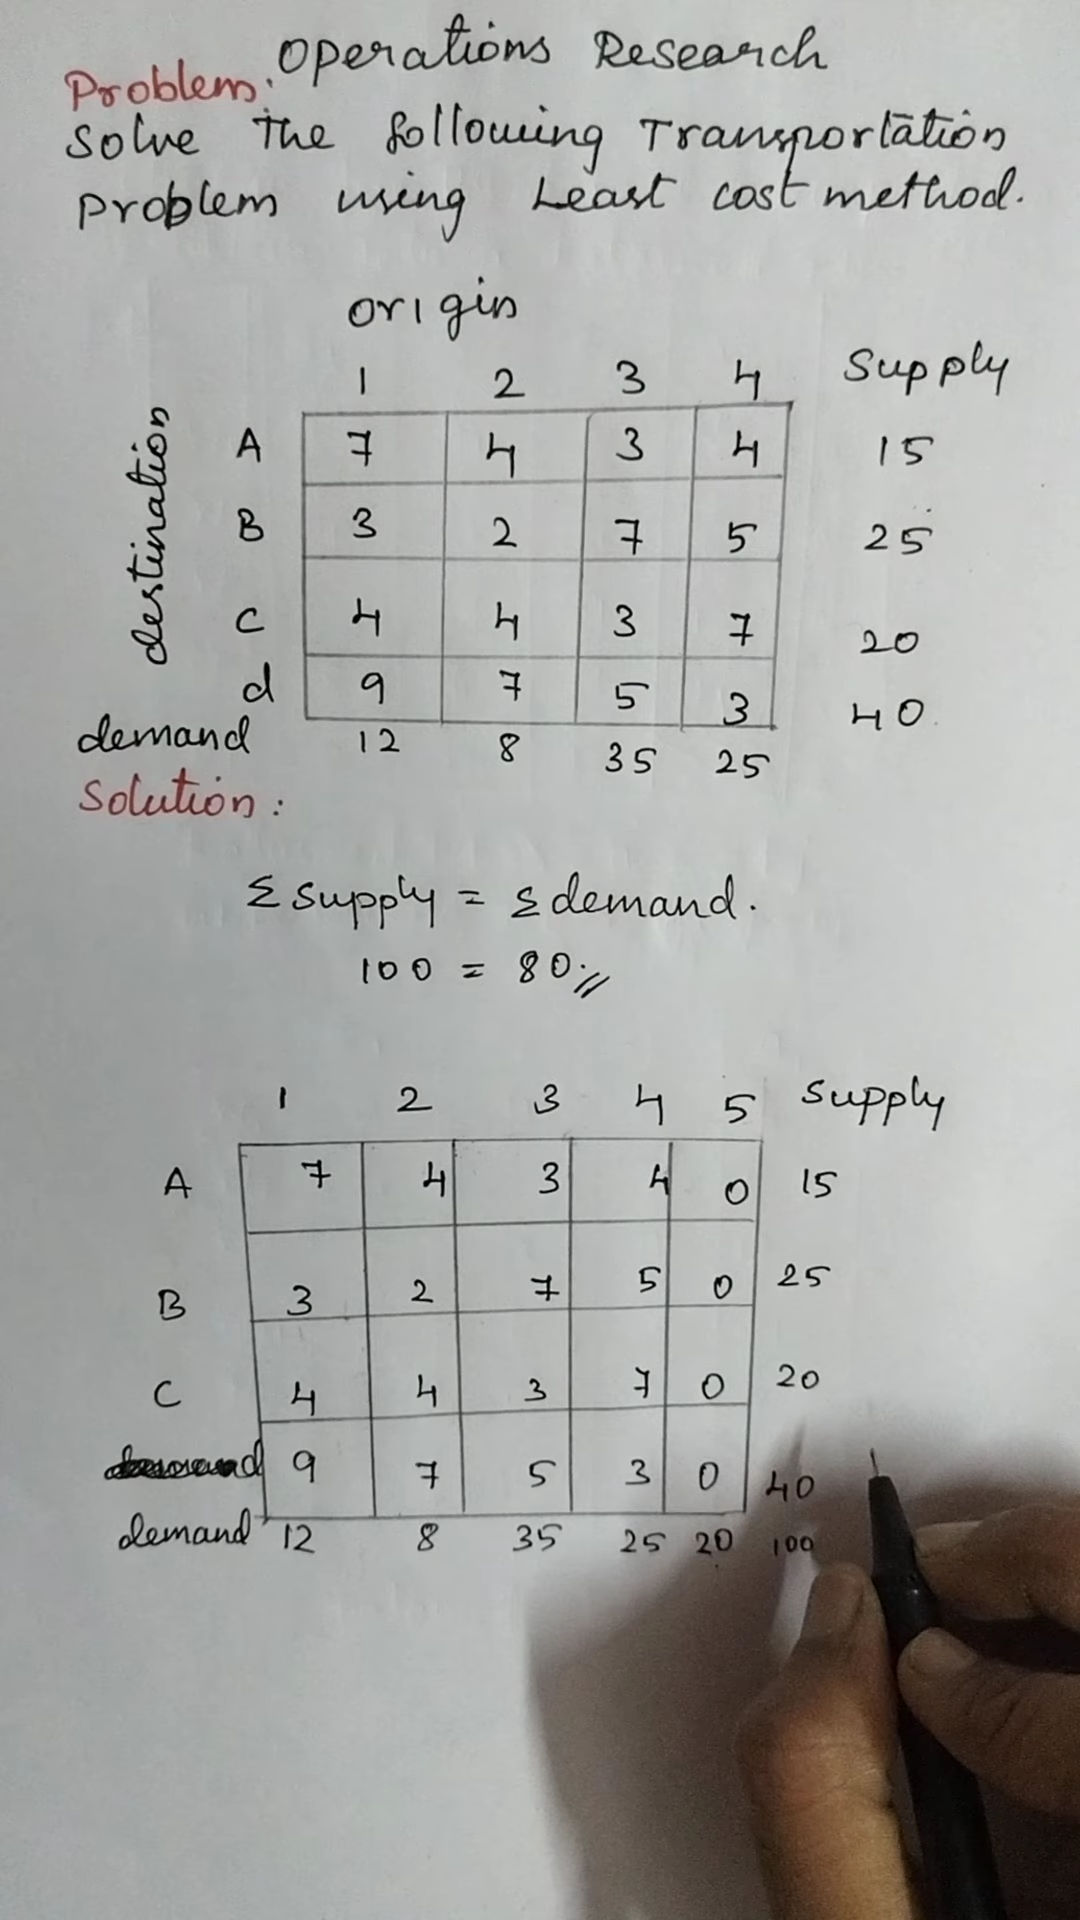 Operations Research
Problem:
Solve The following Transportation
problem using Least cost method.
origin
1 2 3 4 Supply
destination
A 7 4 3 4 15
B 3 2 7 5 25
C 4 4 3 7 20
d 9 7 5 3 40
demand 12 8 35 25
Solution:
Σ Supply = Σ demand.
100 = 80.//
1 2 3 4 5 Supply
A 7 4 3 4 0 15
B 3 2 7 5 0 25
C 4 4 3 7 0 20
d 9 7 5 3 0 40
demand 12 8 35 25 20 100